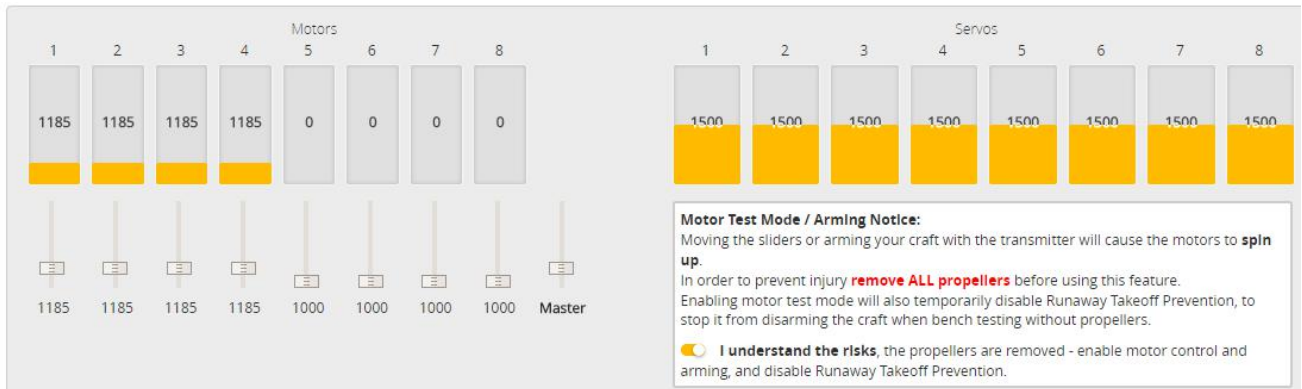 Motors
1 2 3 4 5 6 7 8
1185 1185 1185 1185 0 0 0 0
1185 1185 1185 1185 1000 1000 1000 1000 Master
Servos
1 2 3 4 5 6 7 8
1500 1500 1500 1500 1500 1500 1500 1500
Motor Test Mode / Arming Notice:
Moving the sliders or arming your craft with the transmitter will cause the motors to spin
up.
In order to prevent injury remove ALL propellers before using this feature.
Enabling motor test mode will also temporarily disable Runaway Takeoff Prevention, to
stop it from disarming the craft when bench testing without propellers.
I understand the risks, the propellers are removed - enable motor control and
arming, and disable Runaway Takeoff Prevention.